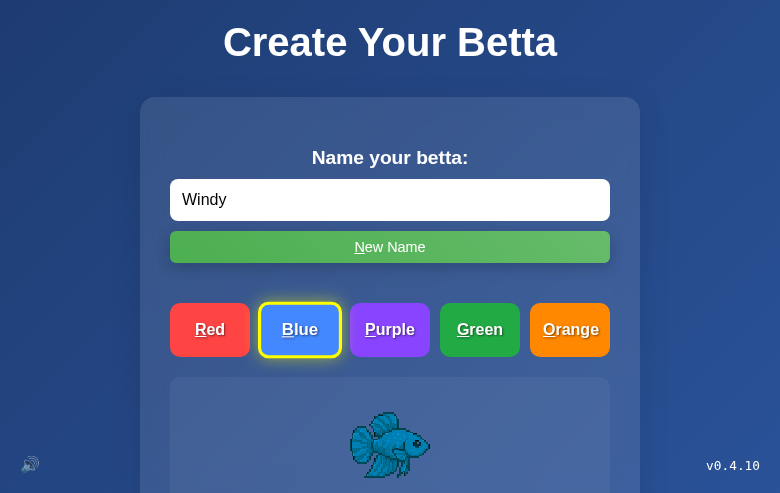 Create Your Betta
Name your betta:
Windy
New Name
Red Blue Purple Green Orange
v0.4.10